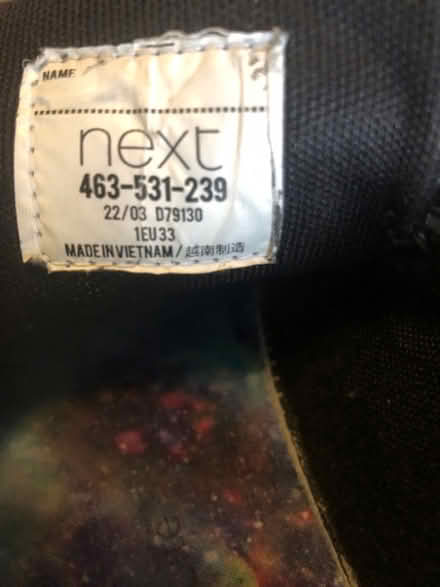 NAME
next
463-531-239
22/03 D79130
1EU33
MADE IN VIETNAM / 越南制造